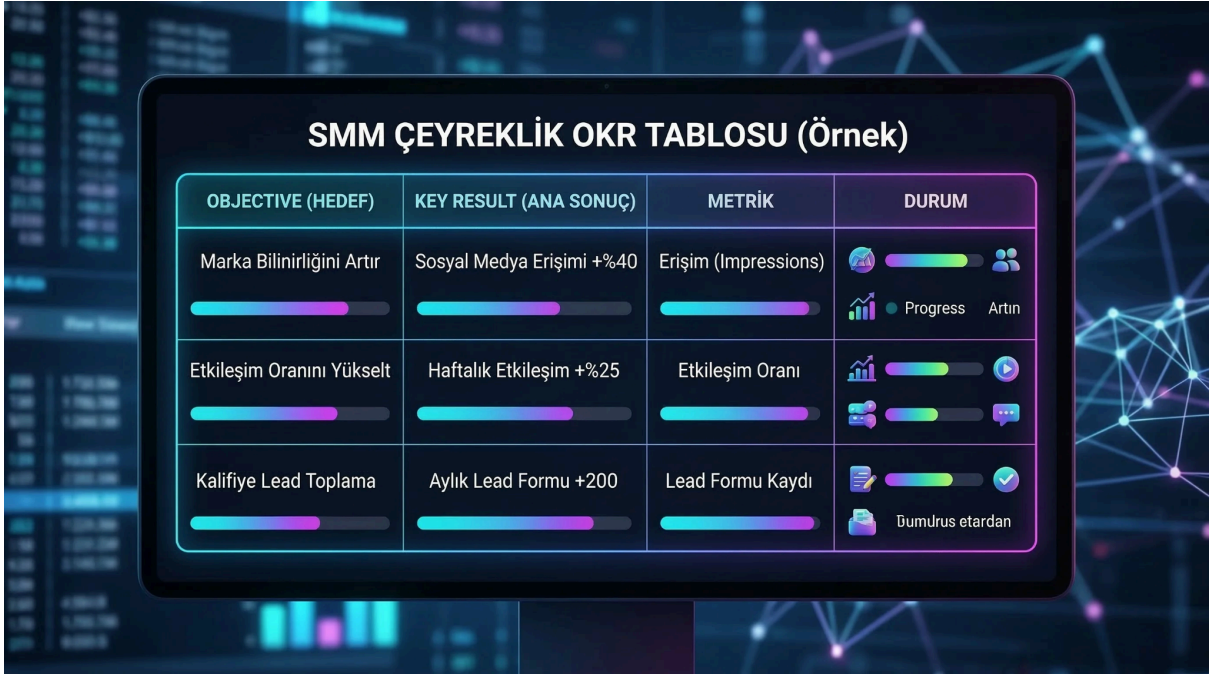 SMM ÇEYREKLİK OKR TABLOSU (Örnek)
OBJECTIVE (HEDEF) KEY RESULT (ANA SONUÇ) METRİK DURUM
Marka Bilinirliğini Artır Sosyal Medya Erişimi +%40 Erişim (Impressions)
Progress Artın
Etkileşim Oranını Yükselt Haftalık Etkileşim +%25 Etkileşim Oranı
Kalifiye Lead Toplama Aylık Lead Formu +200 Lead Formu Kaydı
etardan